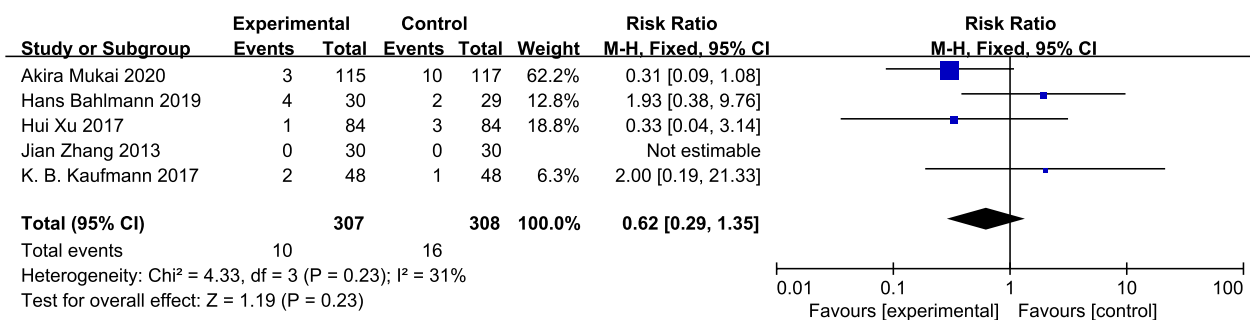 Experimental Control Risk Ratio Risk Ratio
Study or Subgroup Events Total Events Total Weight M-H, Fixed, 95% CI M-H, Fixed, 95% CI
Akira Mukai 2020 3 115 10 117 62.2% 0.31 [0.09, 1.08]
Hans Bahlmann 2019 4 30 2 29 12.8% 1.93 [0.38, 9.76]
Hui Xu 2017 1 84 3 84 18.8% 0.33 [0.04, 3.14]
Jian Zhang 2013 0 30 0 30 Not estimable
K. B. Kaufmann 2017 2 48 1 48 6.3% 2.00 [0.19, 21.33]
Total (95% CI) 307 308 100.0% 0.62 [0.29, 1.35]
Total events 10 16
Heterogeneity: Chi² = 4.33, df = 3 (P = 0.23); I² = 31%
Test for overall effect: Z = 1.19 (P = 0.23)
0.01 0.1 1 10 100
Favours [experimental] Favours [control]